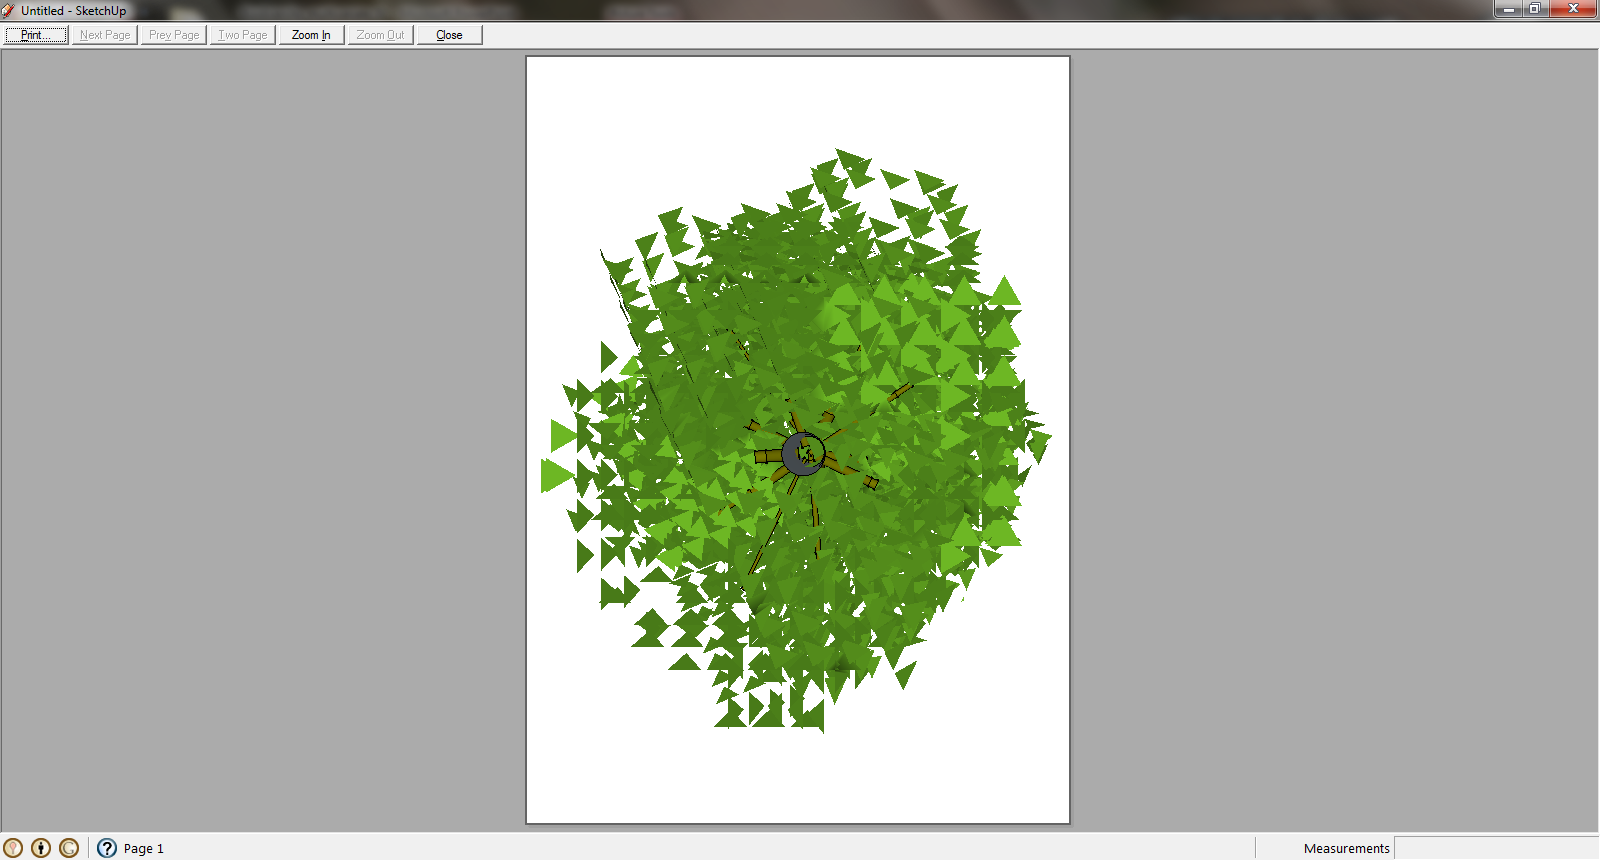 Untitled - SketchUp
Print... Next Page Prev Page Two Page Zoom In Zoom Out Close
Page 1 Measurements